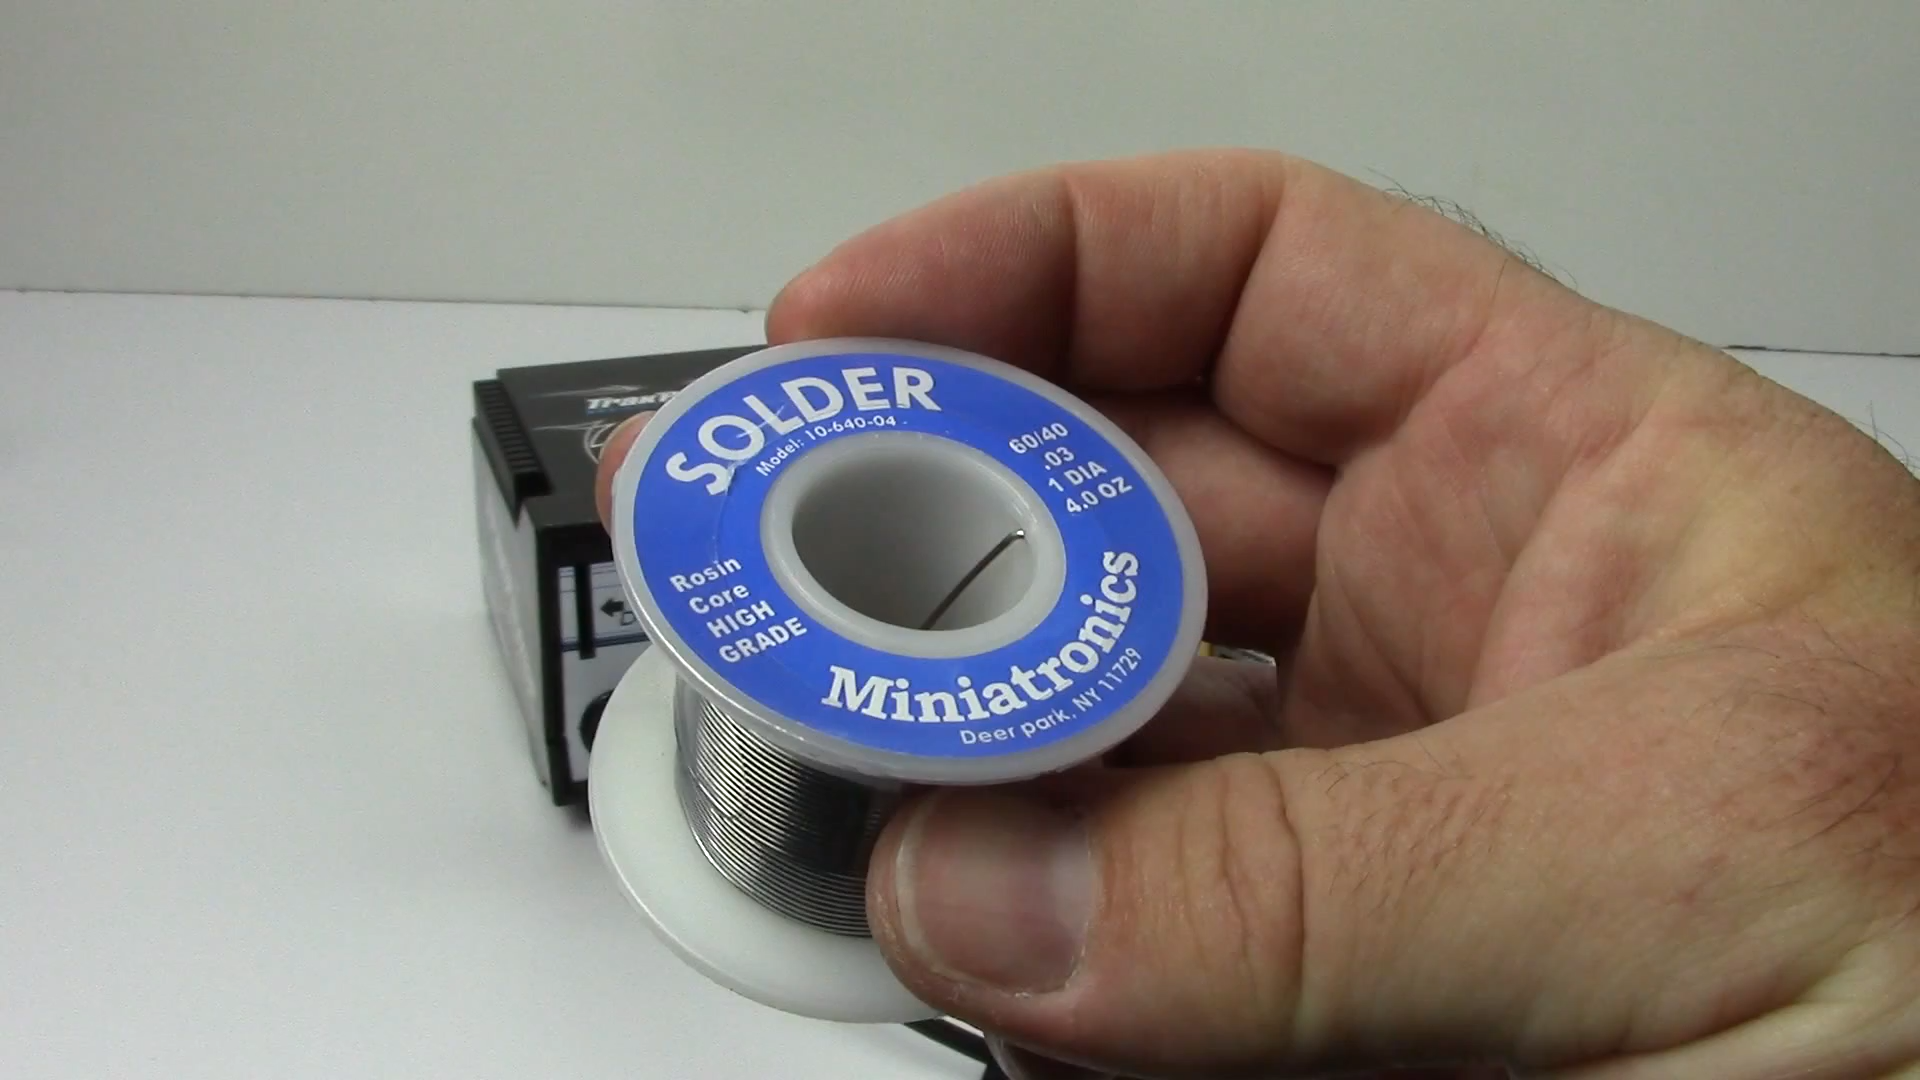 SOLDER
Model: 10-640-04
60/40
.03
1 DIA
4.0 OZ
Rosin
Core
HIGH
GRADE
Miniatronics
Deer park, NY 11729